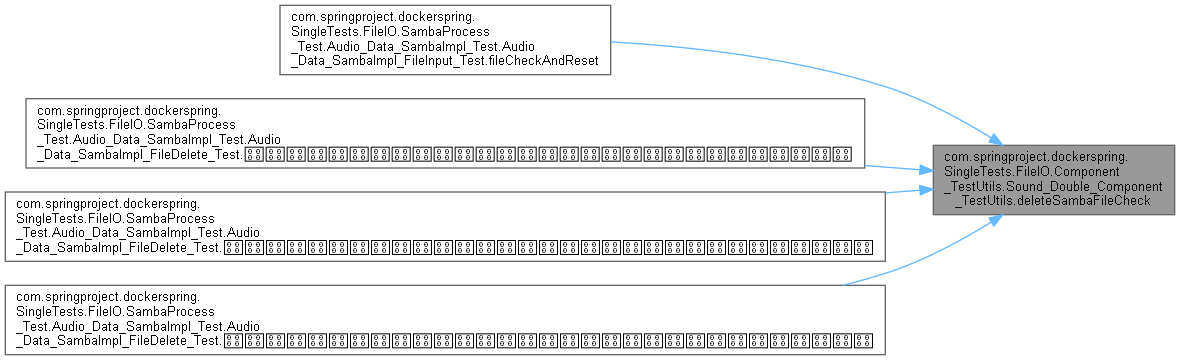 com.springproject.dockerspring.
SingleTests.FileIO.SambaProcess
_Test.Audio_Data_SambaImpl_Test.Audio
_Data_SambaImpl_FileInput_Test.fileCheckAndReset
com.springproject.dockerspring.
SingleTests.FileIO.SambaProcess
_Test.Audio_Data_SambaImpl_Test.Audio
_Data_SambaImpl_FileDelete_Test.
com.springproject.dockerspring.
SingleTests.FileIO.Component
_TestUtils.Sound_Double_Component
_TestUtils.deleteSambaFileCheck
com.springproject.dockerspring.
SingleTests.FileIO.SambaProcess
_Test.Audio_Data_SambaImpl_Test.Audio
_Data_SambaImpl_FileDelete_Test.
com.springproject.dockerspring.
SingleTests.FileIO.SambaProcess
_Test.Audio_Data_SambaImpl_Test.Audio
_Data_SambaImpl_FileDelete_Test.